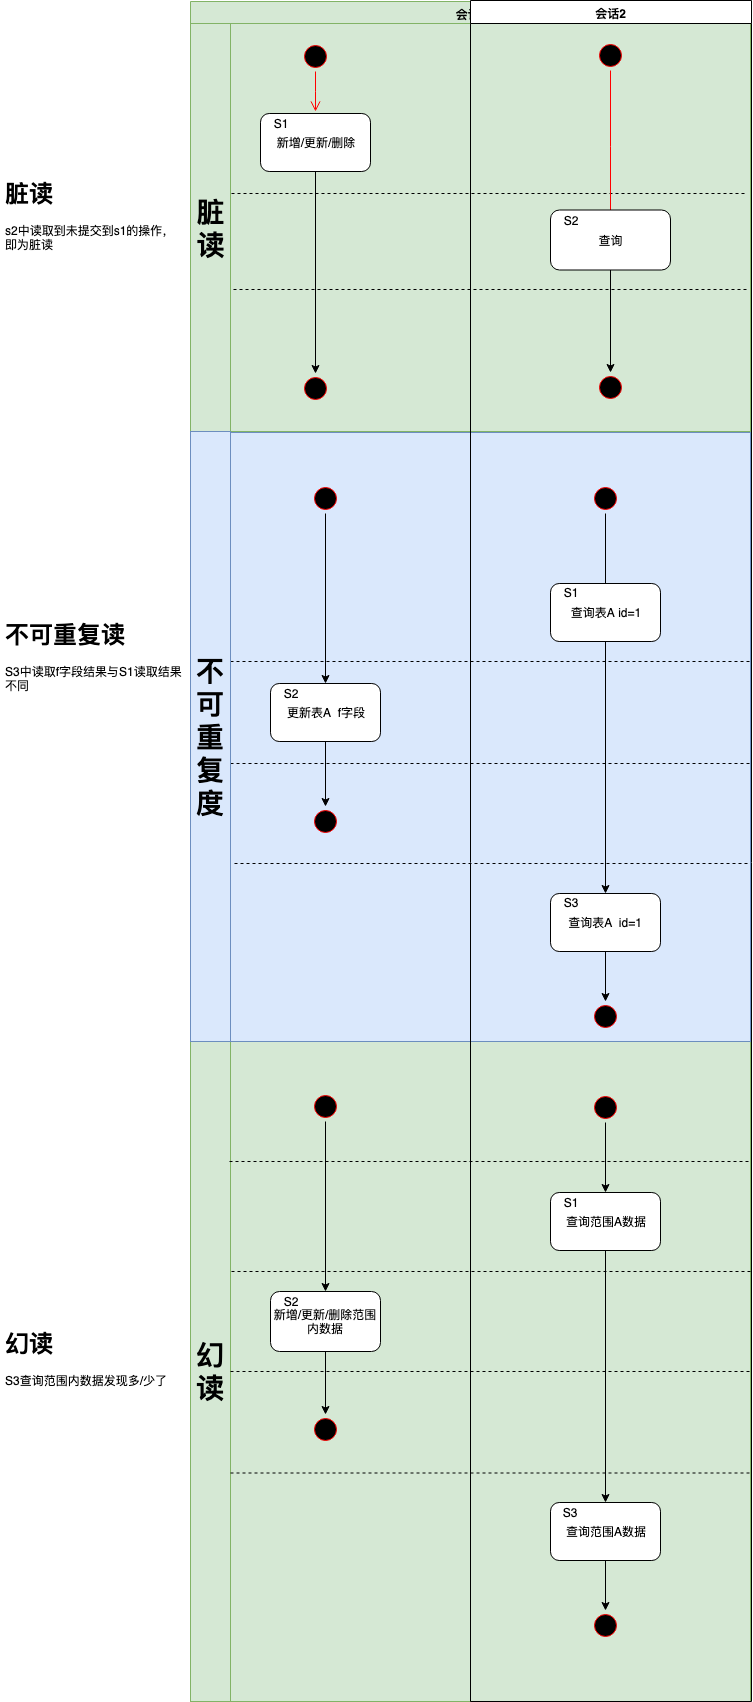 会
会话2
S1
新增/更新/删除
脏读
s2中读取到未提交到s1的操作,
即为脏读
脏
读
S2
查询
S1
查询表A id=1
不可重复读
S3中读取f字段结果与S1读取结果
不同
不
可
重
复
度
S2
更新表A f字段
S3
查询表A id=1
S1
查询范围A数据
S2
新增/更新/删除范围
内数据
幻读
S3查询范围内数据发现多/少了
幻
读
S3
查询范围A数据